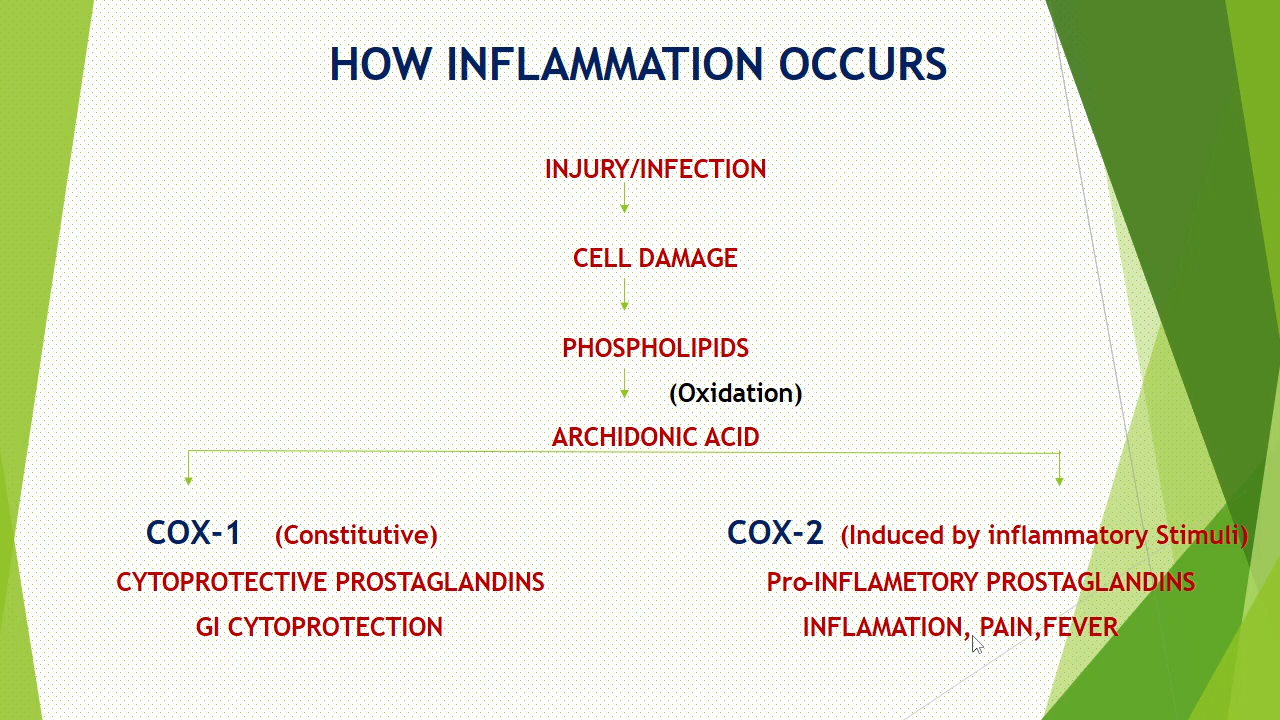 HOW INFLAMMATION OCCURS
INJURY/INFECTION
CELL DAMAGE
PHOSPHOLIPIDS
(Oxidation)
ARCHIDONIC ACID
COX-1 (Constitutive)
CYTOPROTECTIVE PROSTAGLANDINS
GI CYTOPROTECTION
COX-2 (Induced by inflammatory Stimuli)
Pro-INFLAMETORY PROSTAGLANDINS
INFLAMATION, PAIN,FEVER